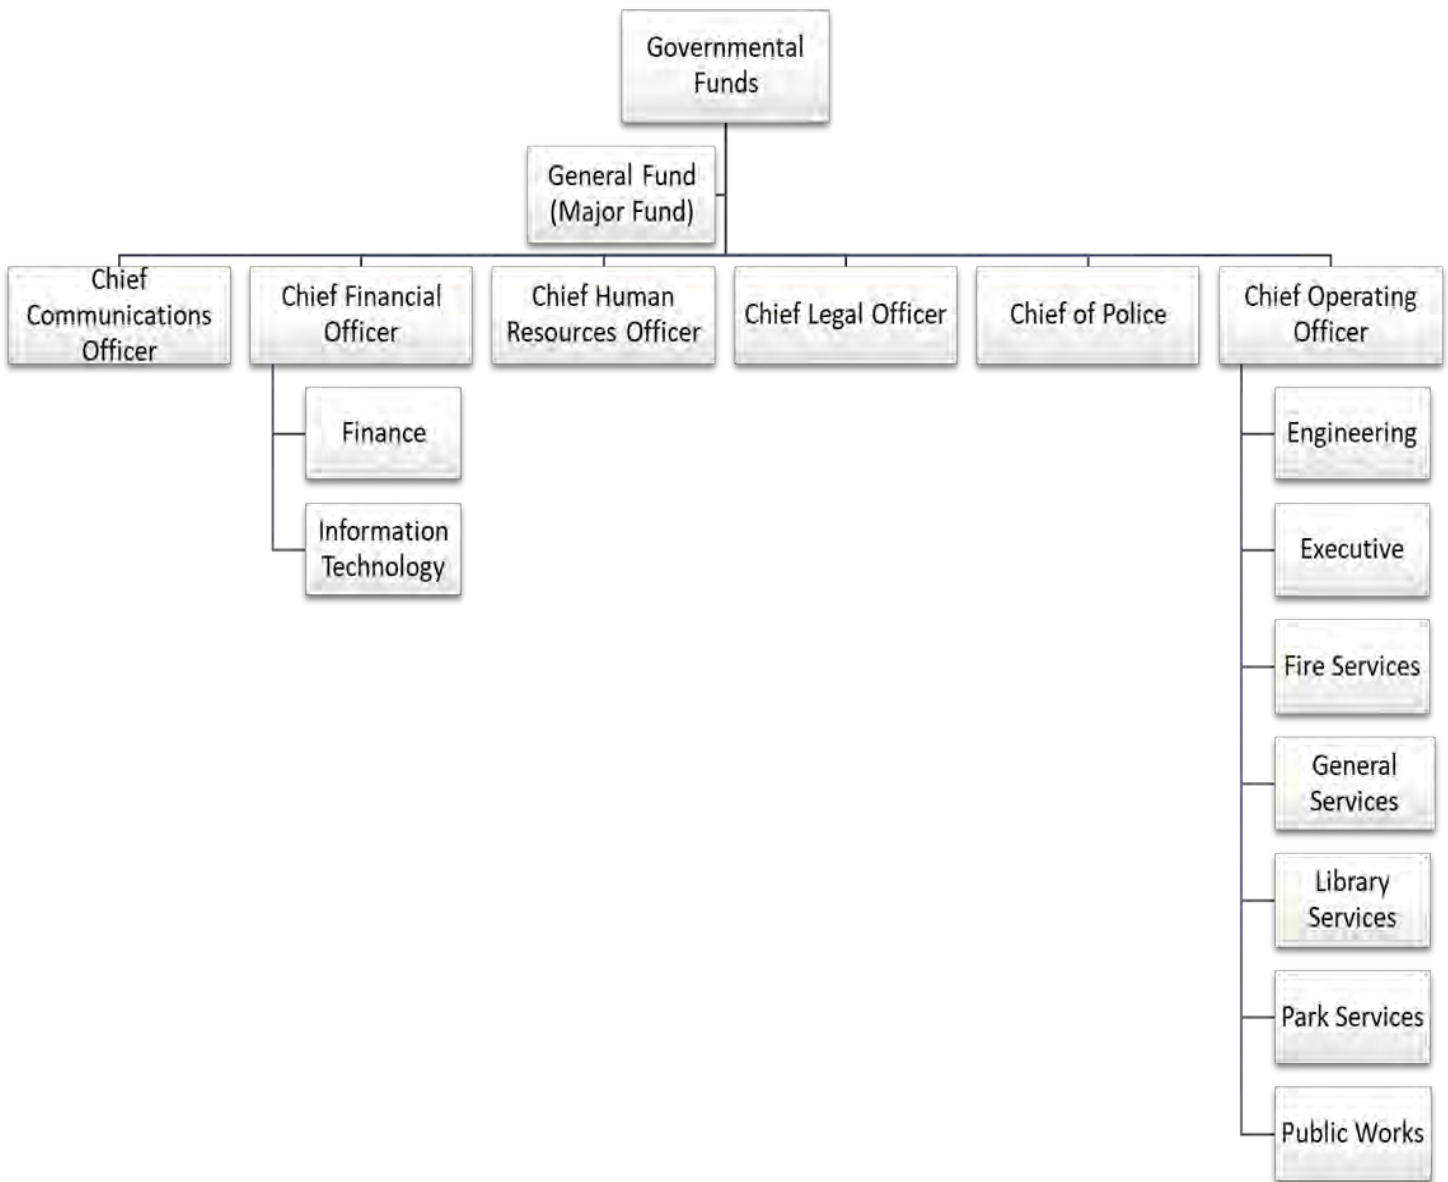 Governmental
Funds
General Fund
(Major Fund)
Chief
Communications
Officer
Chief Financial
Officer
Chief Human
Resources Officer
Chief Legal Officer
Chief of Police
Chief Operating
Officer
Finance
Information
Technology
Engineering
Executive
Fire Services
General
Services
Library
Services
Park Services
Public Works